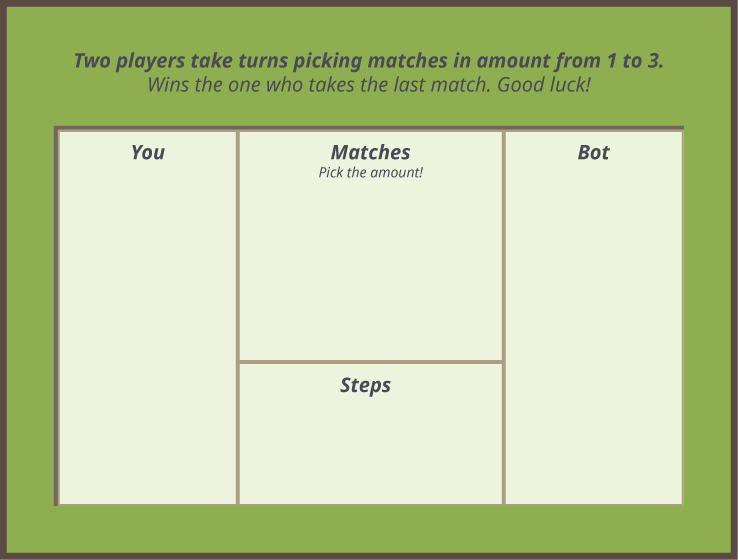 Two players take turns picking matches in amount from 1 to 3.
Wins the one who takes the last match. Good luck!
You
Matches
Pick the amount!
Bot
Steps